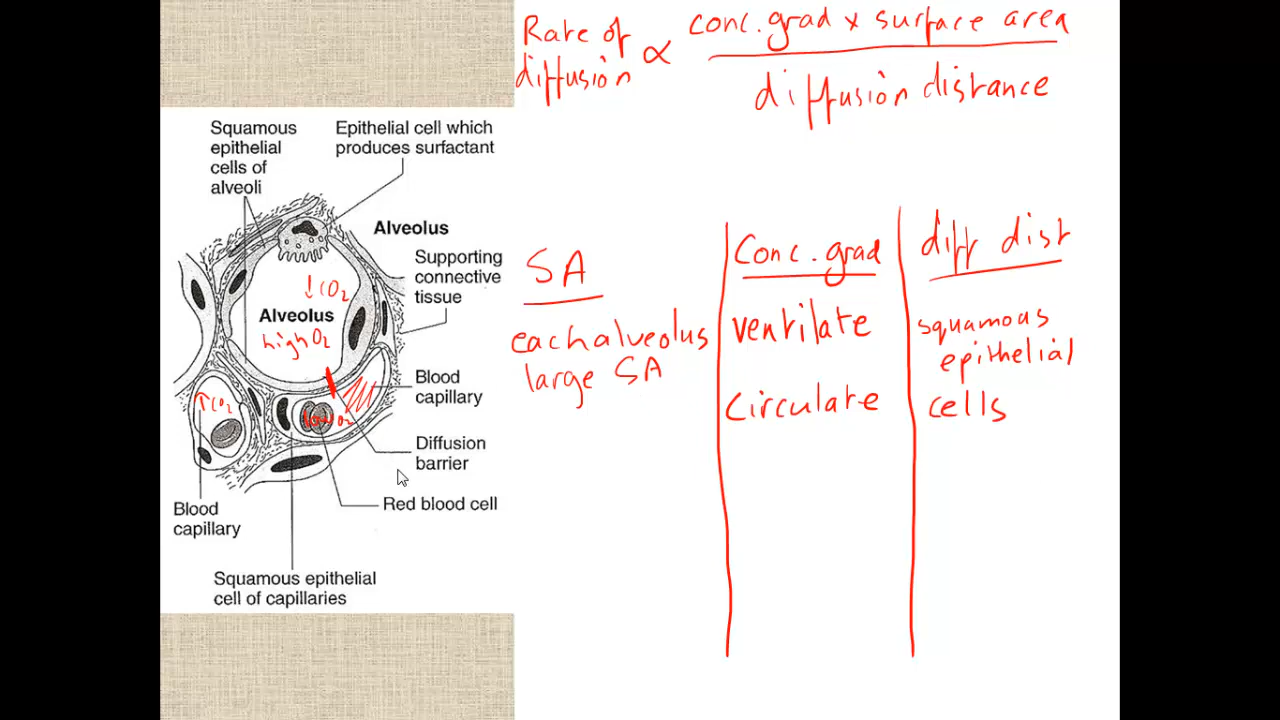 Rate of
diffusion ∝
conc.grad x surface area
diffusion distance
Squamous
epithelial
cells of
alveoli
Epithelial cell which
produces surfactant
Alveolus
Supporting
connective
tissue
↓CO2
Alveolus
high O2
Blood
capillary
↑CO2
low O2
Diffusion
barrier
Red blood cell
Blood
capillary
Squamous epithelial
cell of capillaries
SA
each alveolus
large SA
Conc.grad
ventilate
circulate
diff dist
squamous
epithelial
cells